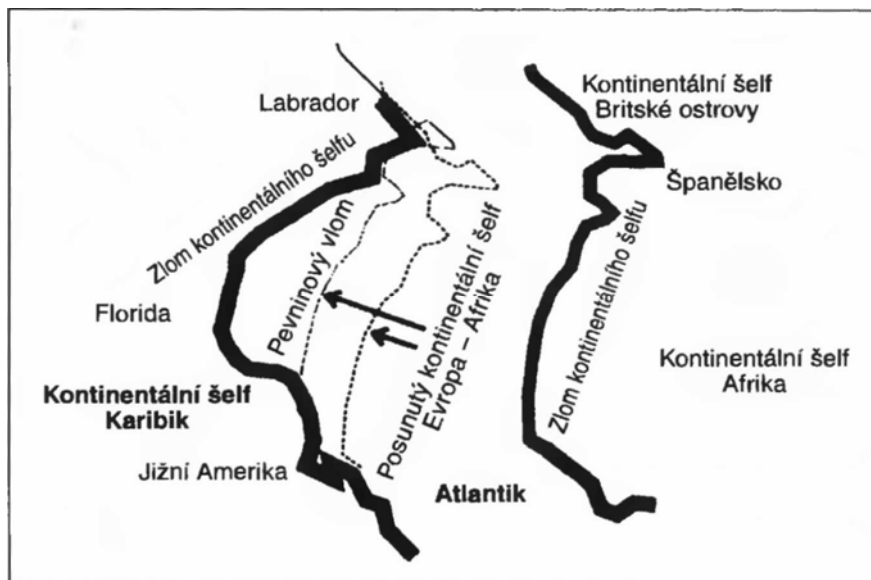 Labrador
Zlom kontinentálního šelfu
Florida
Kontinentální šelf
Karibik
Jižní Amerika
Pevninový vlom
Posunutý kontinentální šelf
Evropa – Afrika
Atlantik
Kontinentální šelf
Britské ostrovy
Španělsko
Zlom kontinentálního šelfu
Kontinentální šelf
Afrika